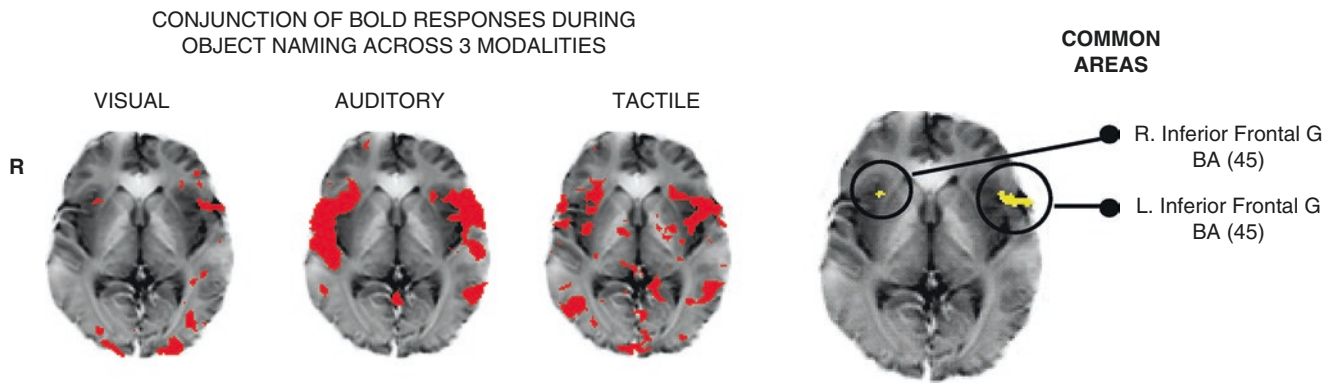 CONJUNCTION OF BOLD RESPONSES DURING
OBJECT NAMING ACROSS 3 MODALITIES
VISUAL
AUDITORY
TACTILE
R
COMMON
AREAS
R. Inferior Frontal G
BA (45)
L. Inferior Frontal G
BA (45)